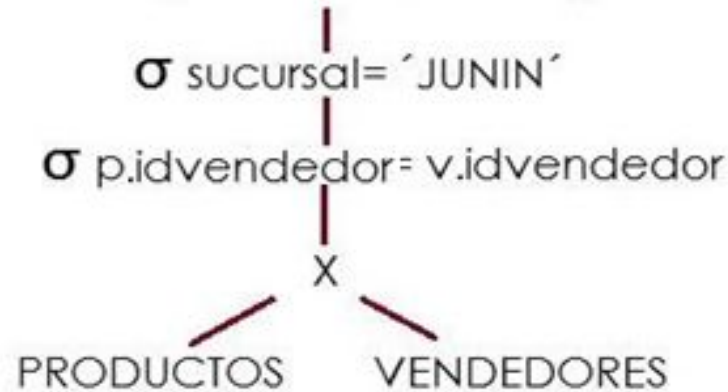 σ sucursal= ´JUNIN´
σ p.idvendedor= v.idvendedor
X
PRODUCTOS VENDEDORES